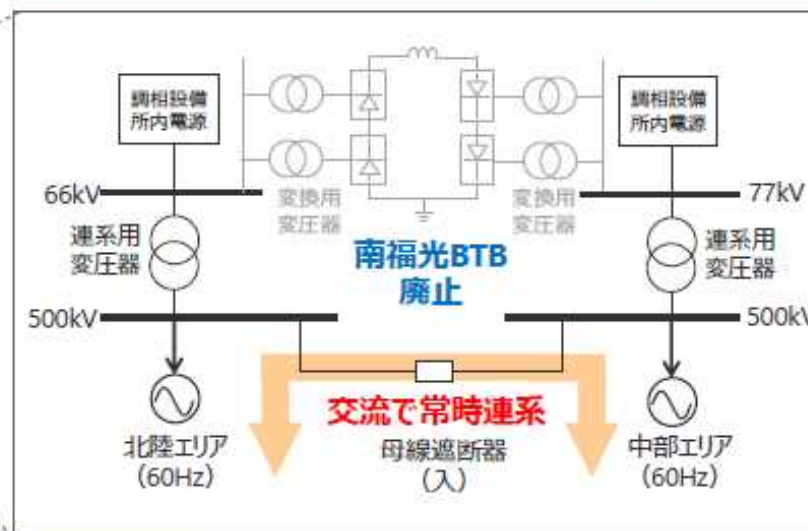 調相設備
所内電源
調相設備
所内電源
66kV
変換用
変圧器
変換用
変圧器
77kV
連系用
変圧器
南福光BTB
廃止
連系用
変圧器
500kV
500kV
交流で常時連系
北陸エリア
(60Hz)
母線遮断器
(入)
中部エリア
(60Hz)